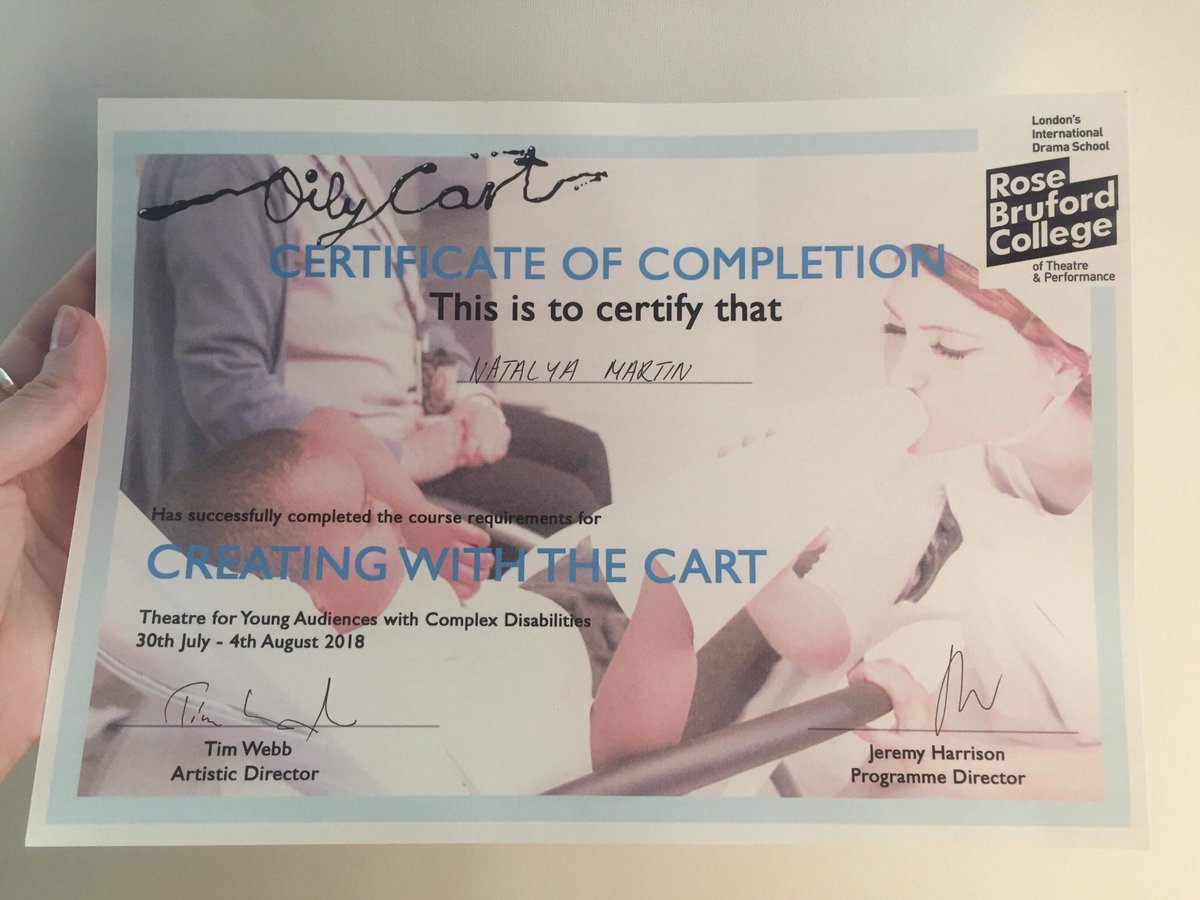 London's
International
Drama School
Rose
Bruford
College
of Theatre
& Performance
Oily Cart
CERTIFICATE OF COMPLETION
This is to certify that
NATALYA MARTIN
Has successfully completed the course requirements for
CREATING WITH THE CART
Theatre for Young Audiences with Complex Disabilities
30th July - 4th August 2018
Tim Webb
Tim Webb
Artistic Director
Jeremy Harrison
Programme Director